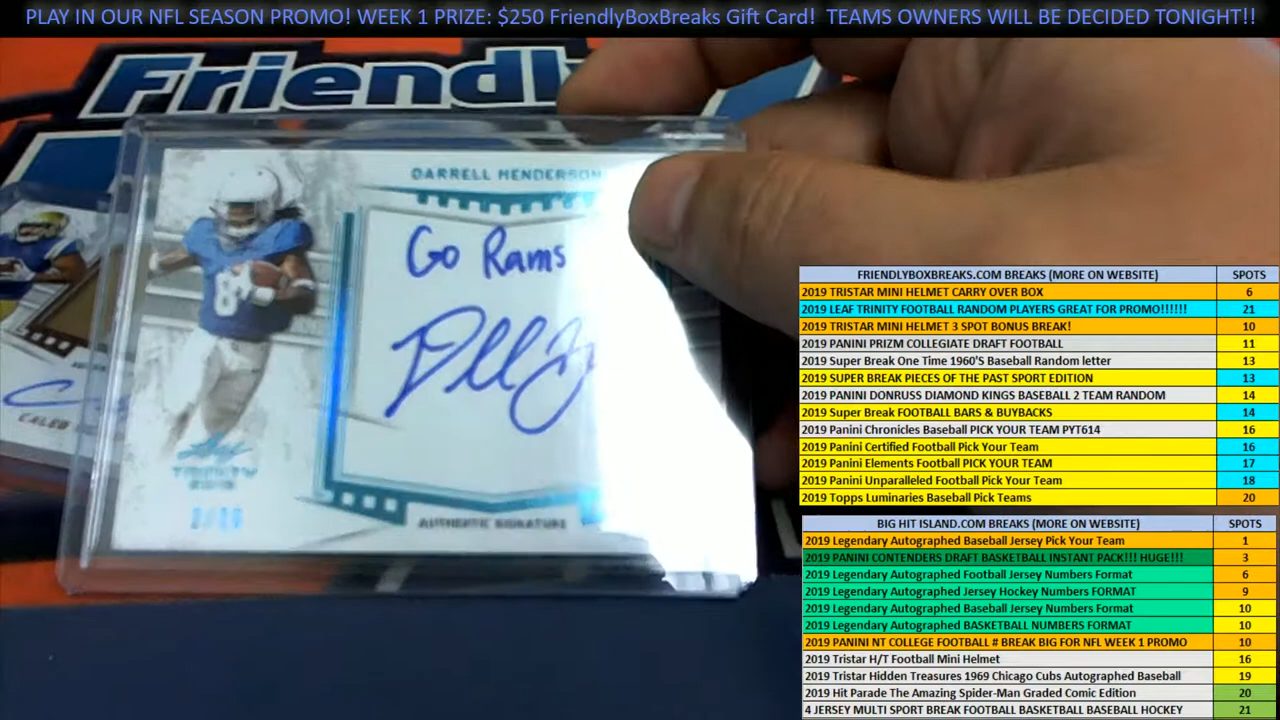 PLAY IN OUR NFL SEASON PROMO! WEEK 1 PRIZE: $250 FriendlyBoxBreaks Gift Card! TEAMS OWNERS WILL BE DECIDED TONIGHT!!
Friendly
DARRELL HENDERSON
Go Rams
8
Leaf
TRINITY
AUTHENTIC SIGNATURE
CALEB
FRIENDLYBOXBREAKS.COM BREAKS (MORE ON WEBSITE) SPOTS
2019 TRISTAR MINI HELMET CARRY OVER BOX 6
2019 LEAF TRINITY FOOTBALL RANDOM PLAYERS GREAT FOR PROMO!!!!!! 21
2019 TRISTAR MINI HELMET 3 SPOT BONUS BREAK! 10
2019 PANINI PRIZM COLLEGIATE DRAFT FOOTBALL 11
2019 Super Break One Time 1960'S Baseball Random letter 13
2019 SUPER BREAK PIECES OF THE PAST SPORT EDITION 13
2019 PANINI DONRUSS DIAMOND KINGS BASEBALL 2 TEAM RANDOM 14
2019 Super Break FOOTBALL BARS & BUYBACKS 14
2019 Panini Chronicles Baseball PICK YOUR TEAM PYT614 16
2019 Panini Certified Football Pick Your Team 16
2019 Panini Elements Football PICK YOUR TEAM 17
2019 Panini Unparalleled Football Pick Your Team 18
2019 Topps Luminaries Baseball Pick Teams 20
BIG HIT ISLAND.COM BREAKS (MORE ON WEBSITE) SPOTS
2019 Legendary Autographed Baseball Jersey Pick Your Team 1
2019 PANINI CONTENDERS DRAFT BASKETBALL INSTANT PACK!!! HUGE!!! 3
2019 Legendary Autographed Football Jersey Numbers Format 6
2019 Legendary Autographed Jersey Hockey Numbers FORMAT 9
2019 Legendary Autographed Baseball Jersey Numbers Format 10
2019 Legendary Autographed BASKETBALL NUMBERS FORMAT 10
2019 PANINI NT COLLEGE FOOTBALL # BREAK BIG FOR NFL WEEK 1 PROMO 10
2019 Tristar H/T Football Mini Helmet 16
2019 Tristar Hidden Treasures 1969 Chicago Cubs Autographed Baseball 19
2019 Hit Parade The Amazing Spider-Man Graded Comic Edition 20
4 JERSEY MULTI SPORT BREAK FOOTBALL BASKETBALL BASEBALL HOCKEY 21